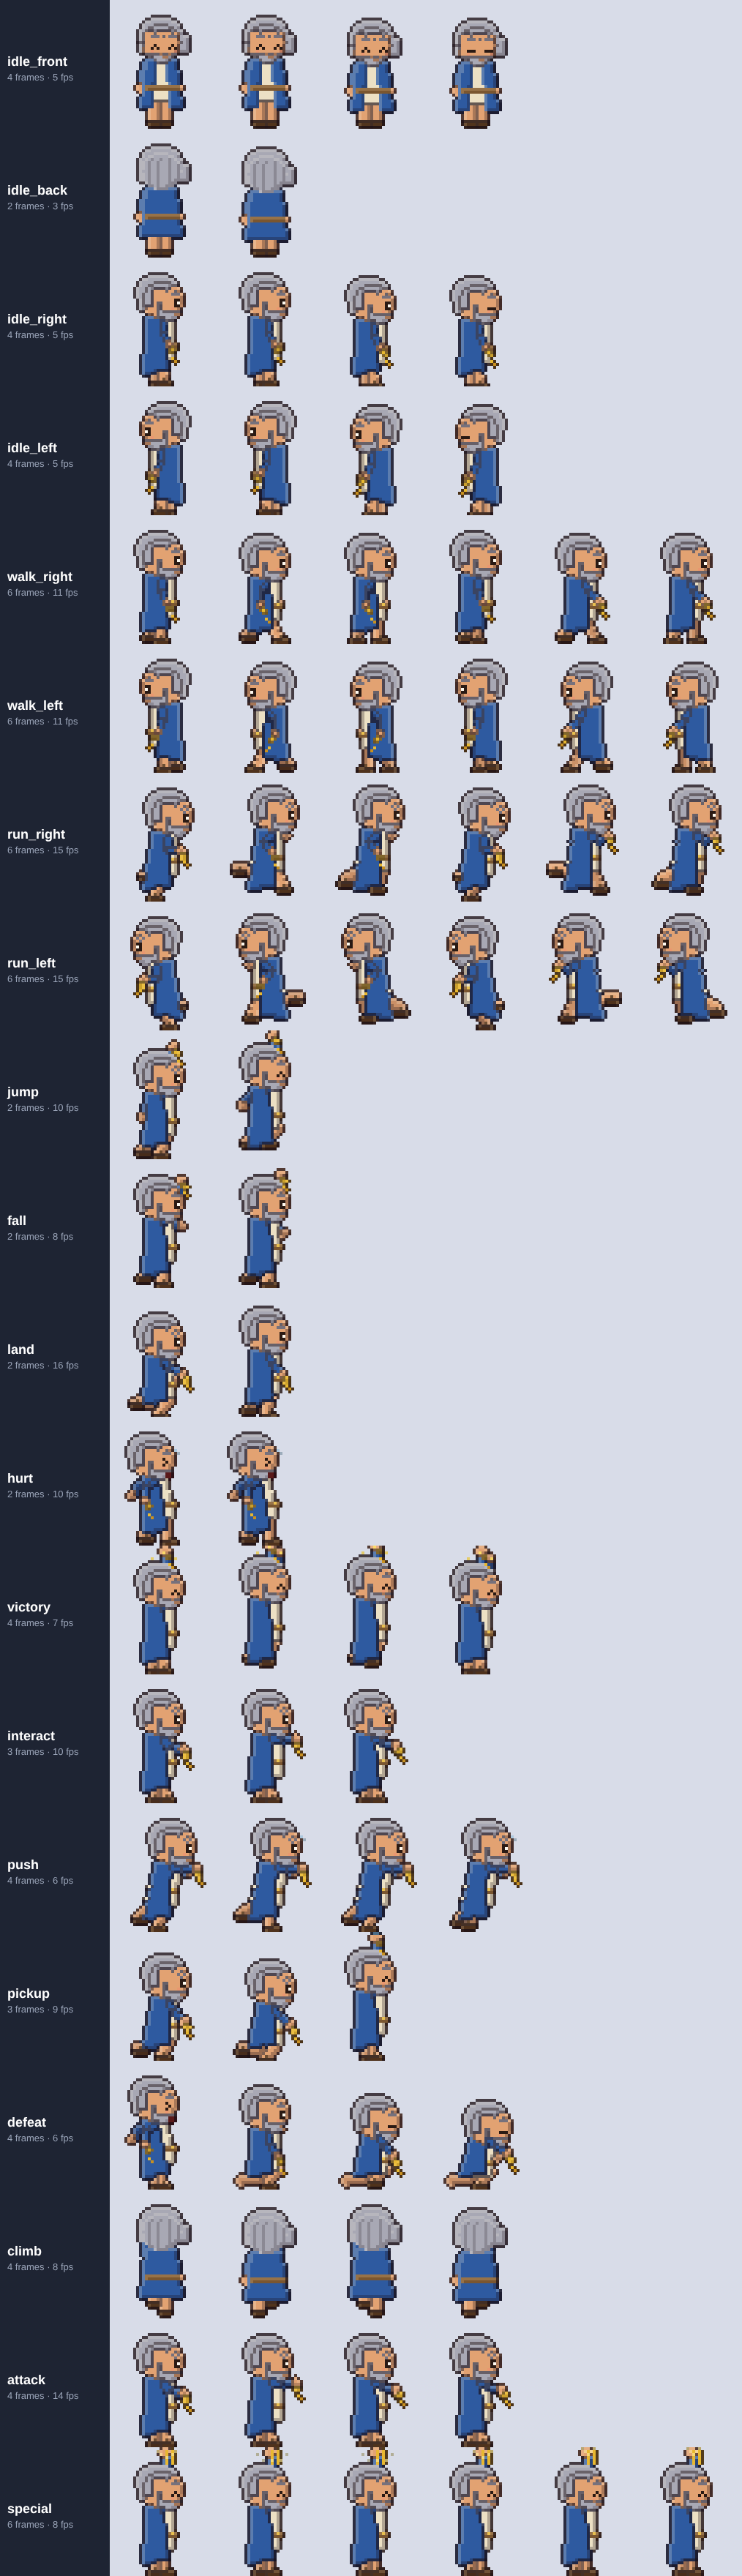 idle_front
4 frames · 5 fps
idle_back
2 frames · 3 fps
idle_right
4 frames · 5 fps
idle_left
4 frames · 5 fps
walk_right
6 frames · 11 fps
walk_left
6 frames · 11 fps
run_right
6 frames · 15 fps
run_left
6 frames · 15 fps
jump
2 frames · 10 fps
fall
2 frames · 8 fps
land
2 frames · 16 fps
hurt
2 frames · 10 fps
victory
4 frames · 7 fps
interact
3 frames · 10 fps
push
4 frames · 6 fps
pickup
3 frames · 9 fps
defeat
4 frames · 6 fps
climb
4 frames · 8 fps
attack
4 frames · 14 fps
special
6 frames · 8 fps